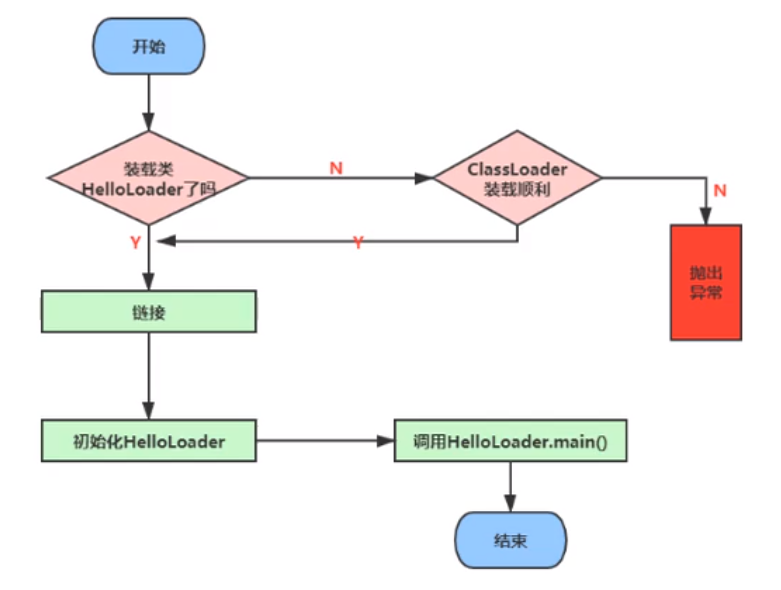 开始
装载类
HelloLoader了吗
N
ClassLoader
装载顺利
N
Y
Y
抛出
异常
链接
初始化HelloLoader
调用HelloLoader.main()
结束